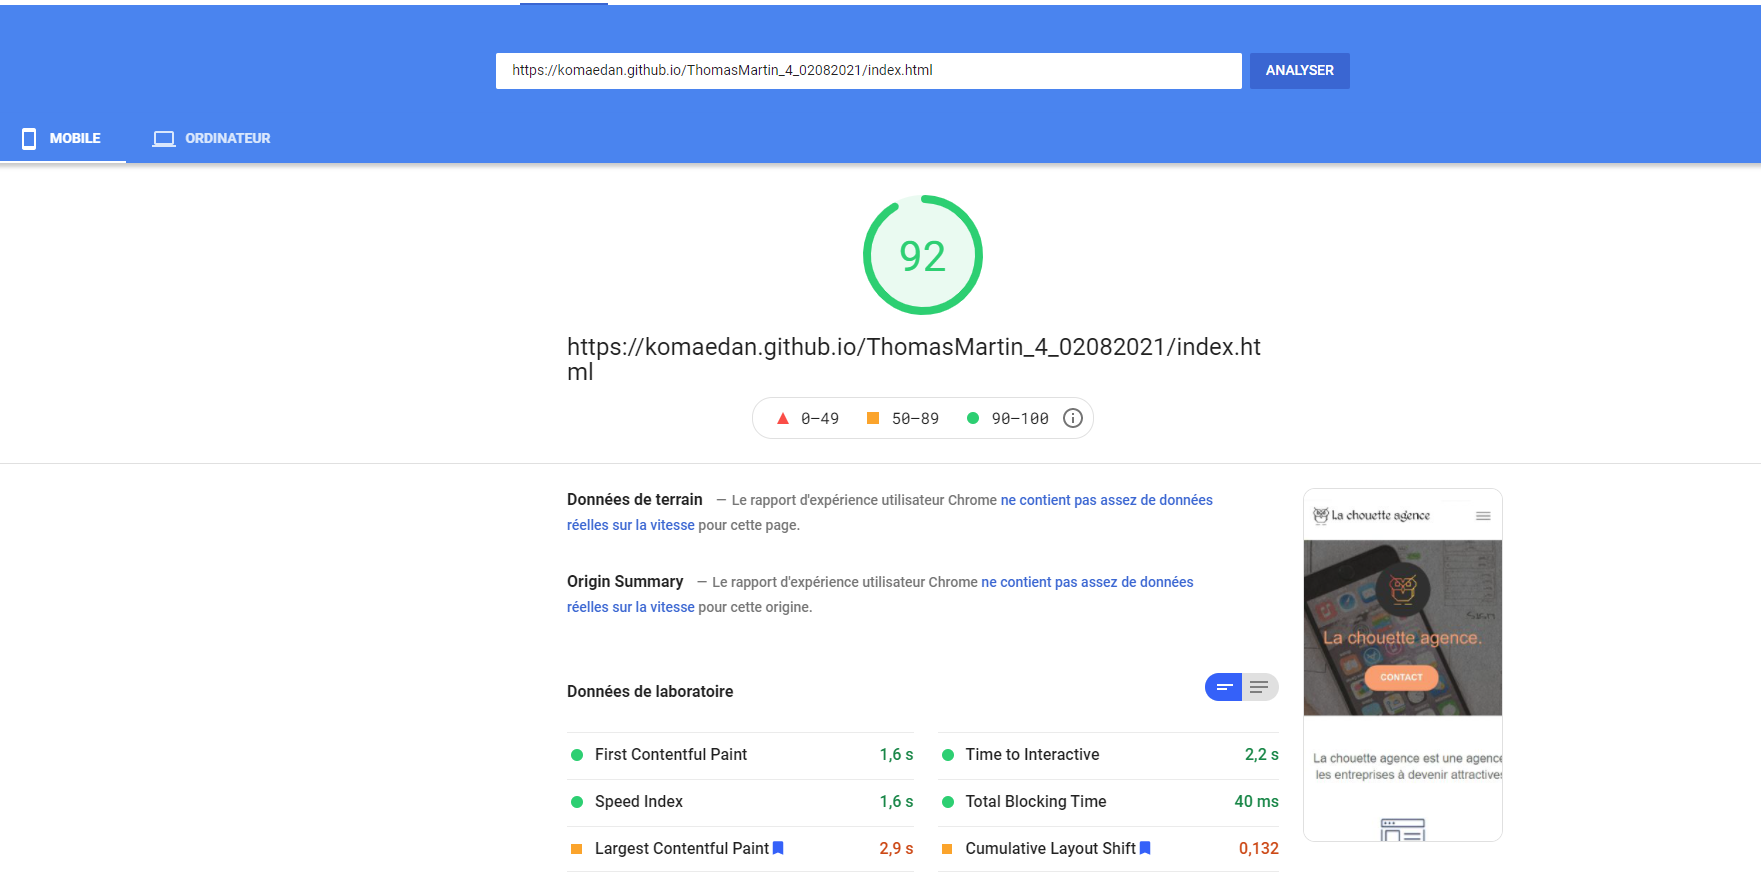 https://komaedan.github.io/ThomasMartin_4_02082021/index.html
ANALYSER
MOBILE
ORDINATEUR
92
https://komaedan.github.io/ThomasMartin_4_02082021/index.ht
ml
0–49
50–89
90–100
Données de terrain — Le rapport d'expérience utilisateur Chrome ne contient pas assez de données
réelles sur la vitesse pour cette page.
Origin Summary — Le rapport d'expérience utilisateur Chrome ne contient pas assez de données
réelles sur la vitesse pour cette origine.
La chouette agence
La chouette agence.
CONTACT
La chouette agence est une agence
les entreprises à devenir attractives
Données de laboratoire
First Contentful Paint 1,6 s
Time to Interactive 2,2 s
Speed Index 1,6 s
Total Blocking Time 40 ms
Largest Contentful Paint 2,9 s
Cumulative Layout Shift 0,132